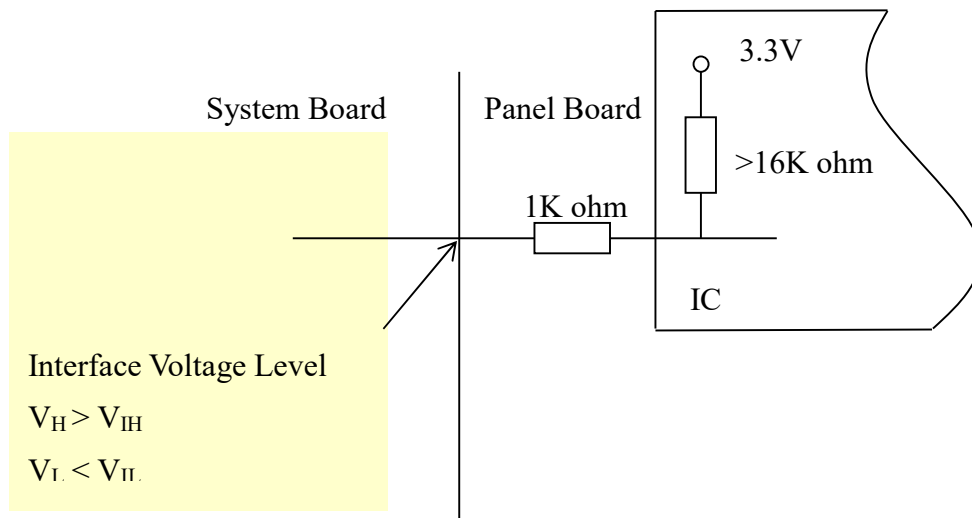 3.3V
System Board
Panel Board
>16K ohm
1K ohm
IC
Interface Voltage Level
VH > VIH
VL < VIL